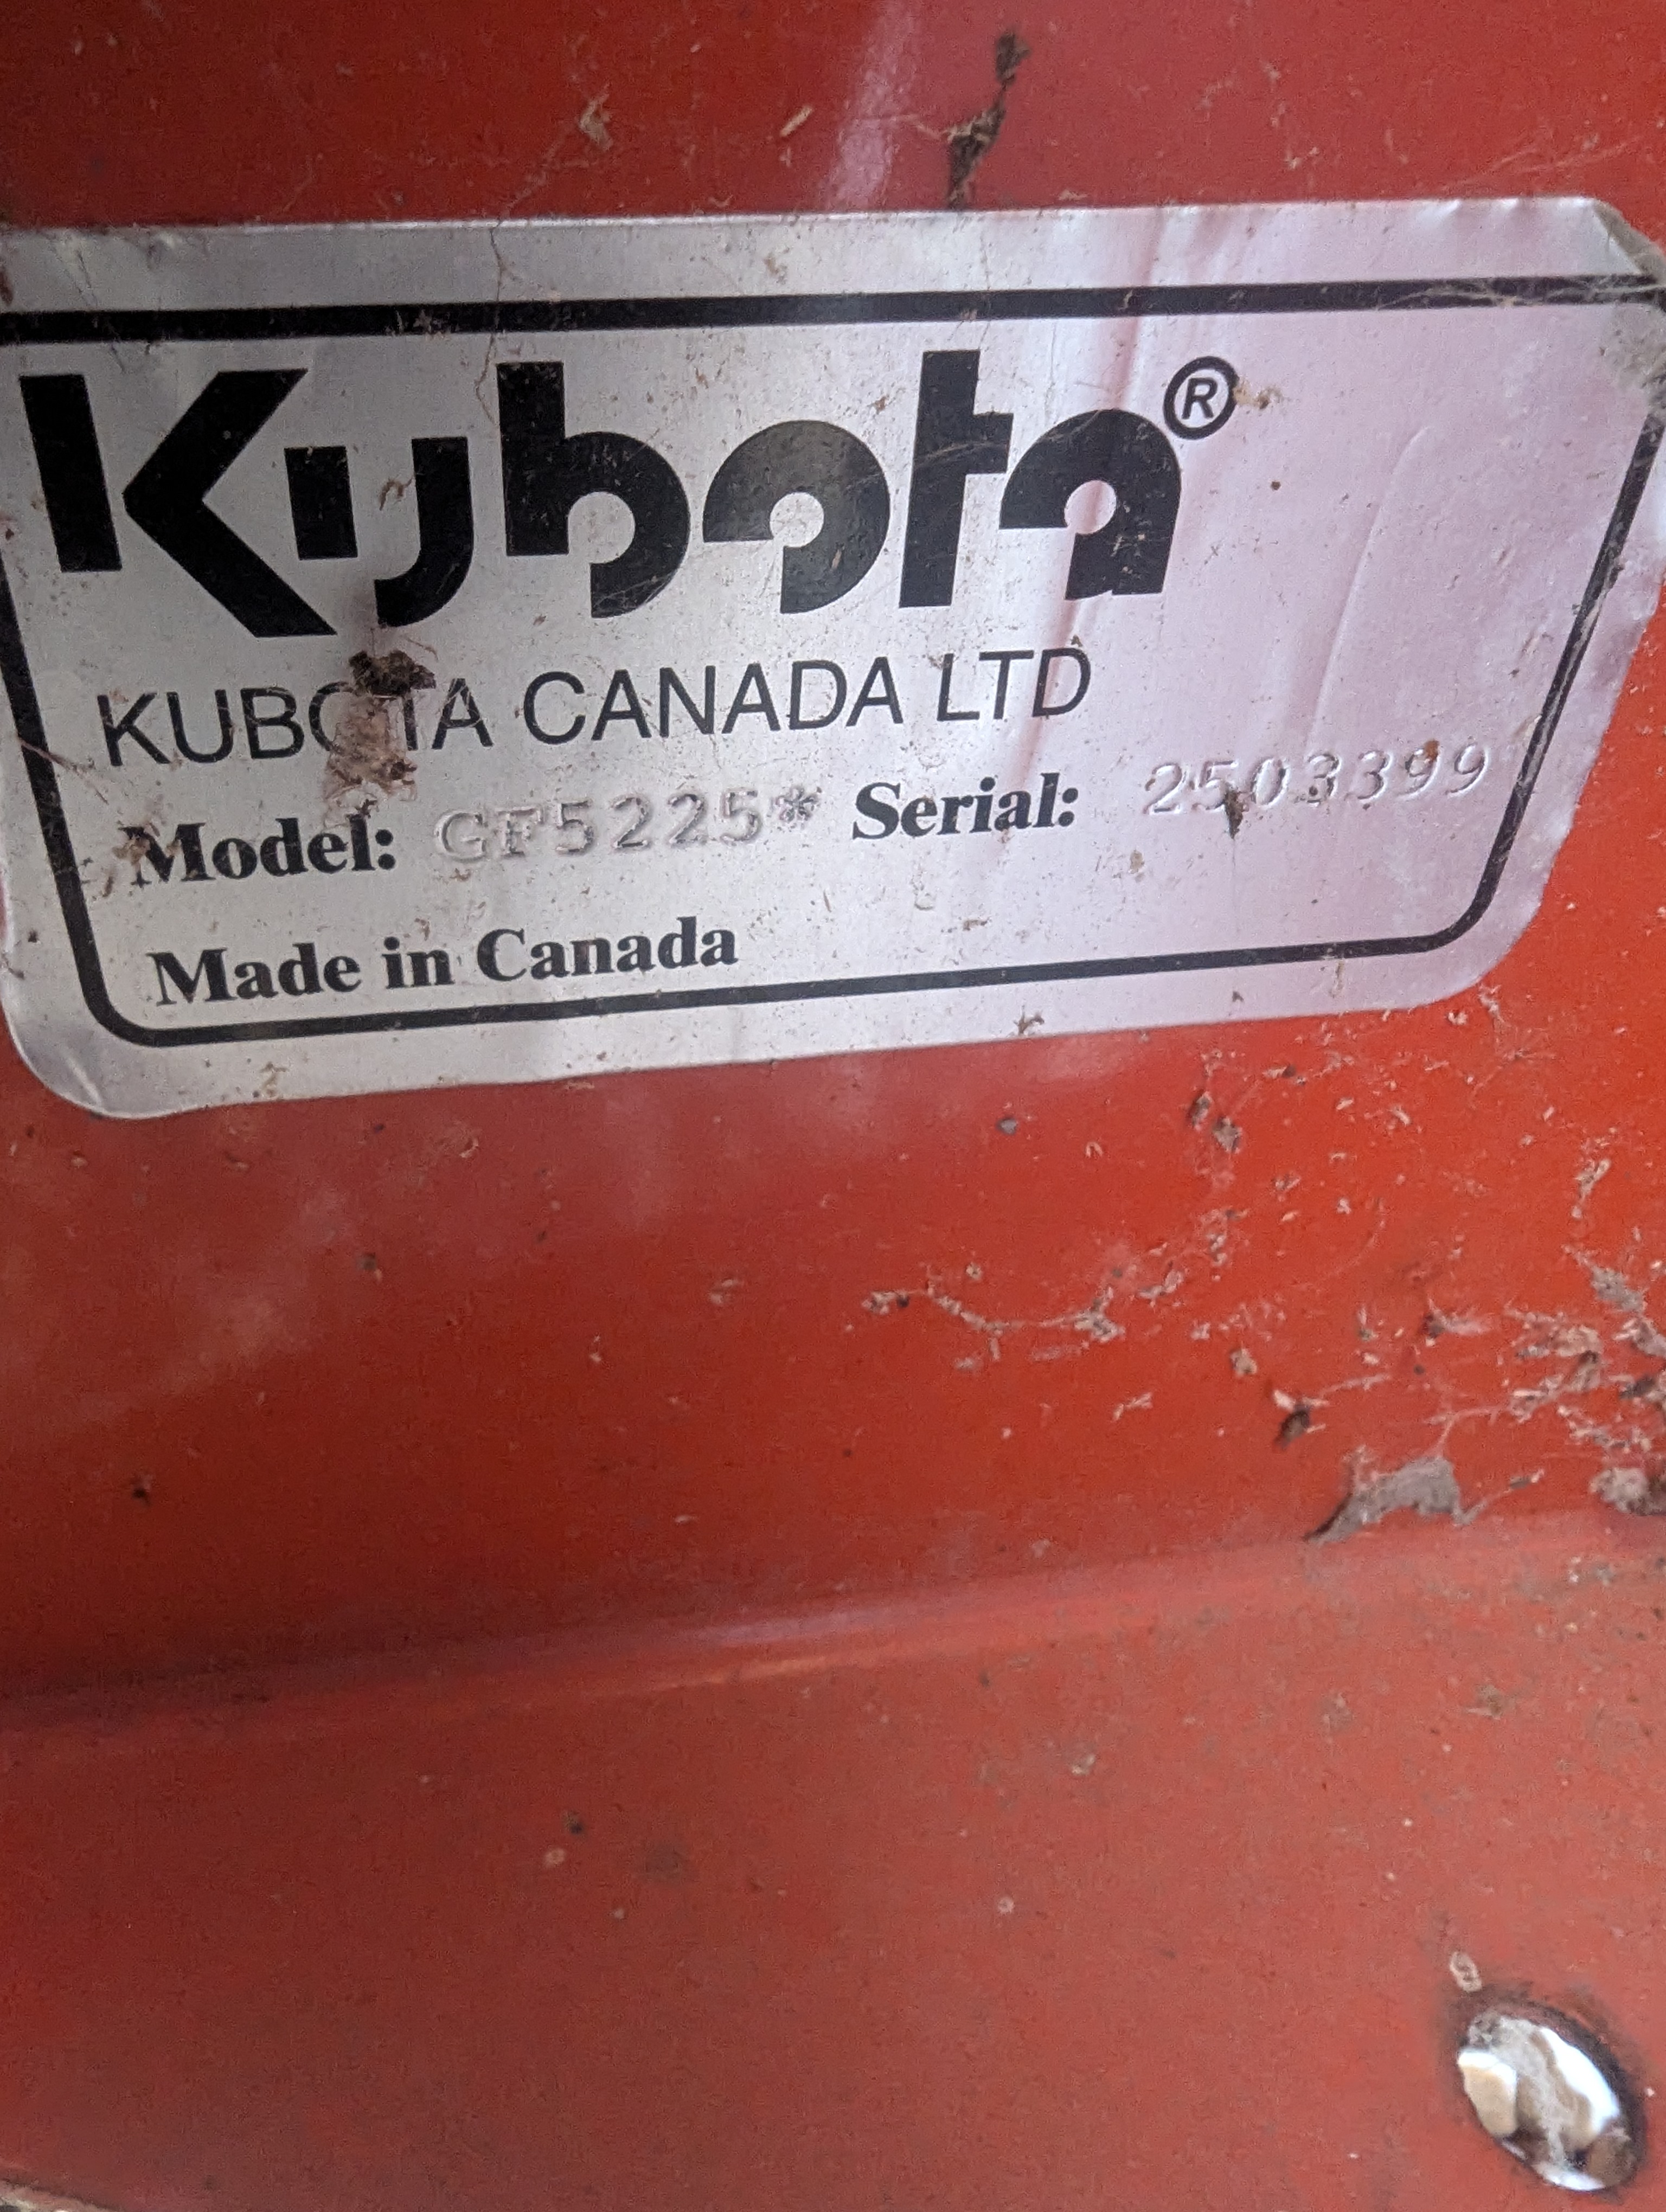 Kubota®
KUBOTA CANADA LTD
Model: GF5225* Serial: 2503399
Made in Canada